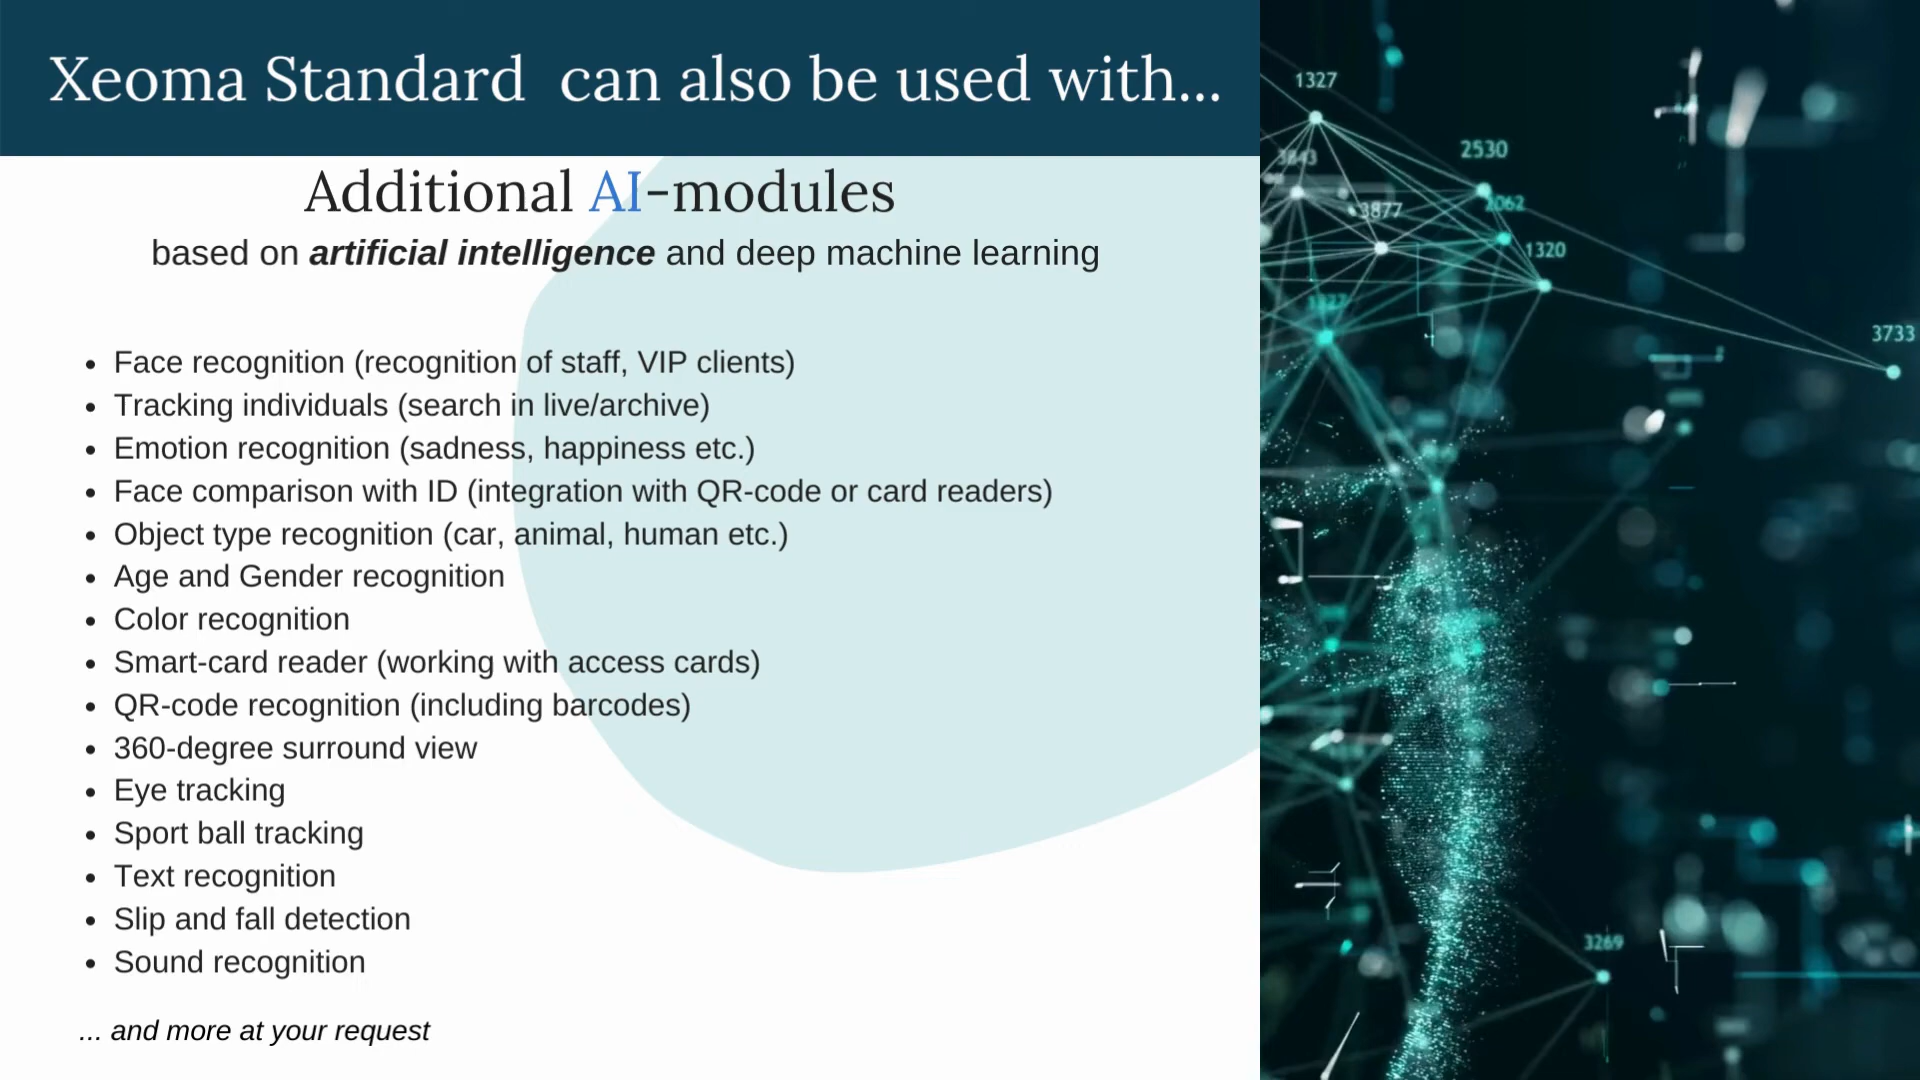 Xeoma Standard can also be used with...
Additional AI-modules
based on artificial intelligence and deep machine learning
• Face recognition (recognition of staff, VIP clients)
• Tracking individuals (search in live/archive)
• Emotion recognition (sadness, happiness etc.)
• Face comparison with ID (integration with QR-code or card readers)
• Object type recognition (car, animal, human etc.)
• Age and Gender recognition
• Color recognition
• Smart-card reader (working with access cards)
• QR-code recognition (including barcodes)
• 360-degree surround view
• Eye tracking
• Sport ball tracking
• Text recognition
• Slip and fall detection
• Sound recognition
... and more at your request
1327
2530
3843
2062
3877
1320
1327
3733
3269